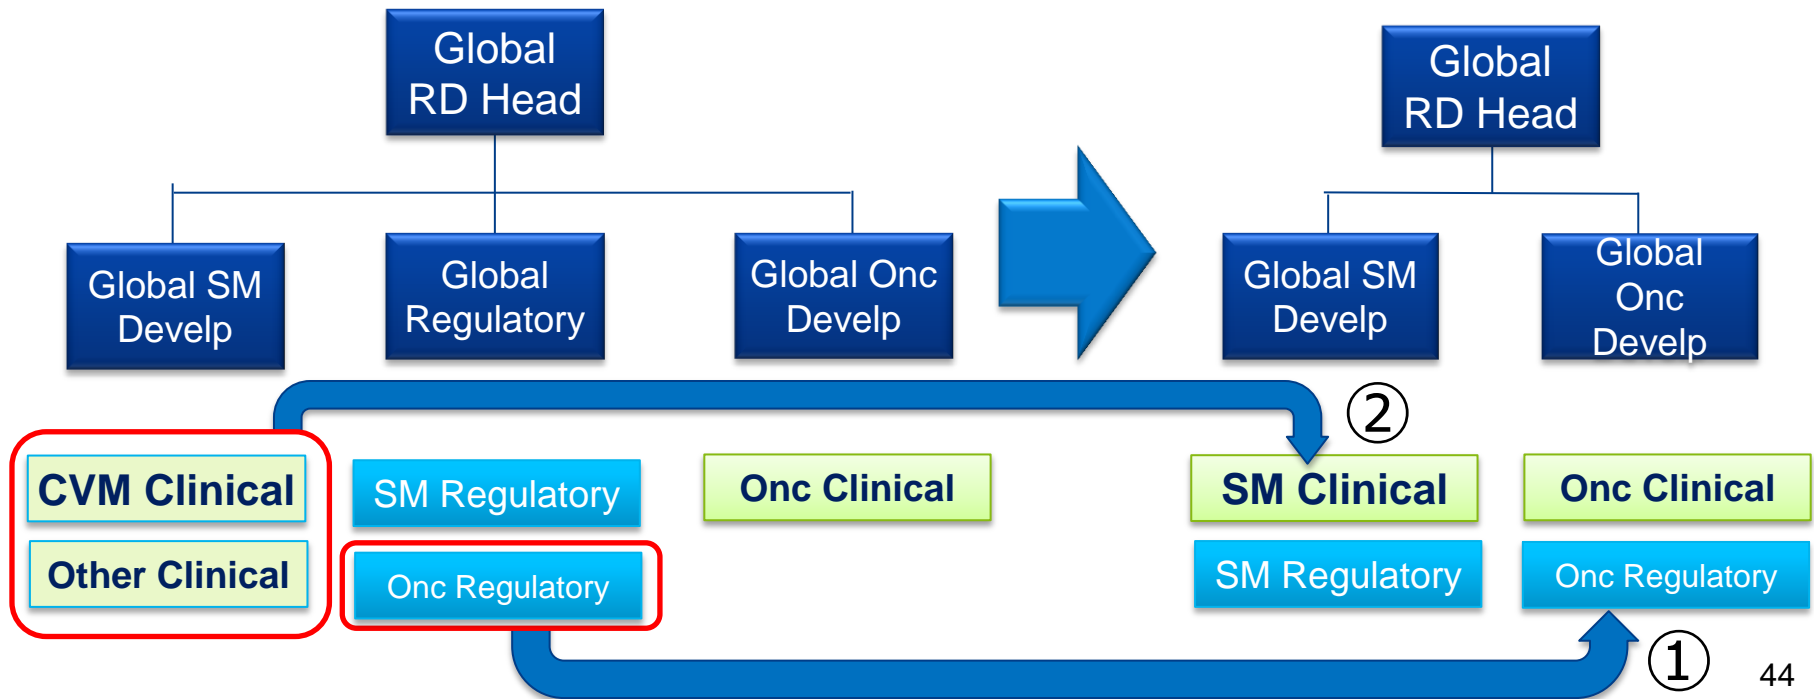 Global
RD Head
Global SM
Develp
Global
Regulatory
Global Onc
Develp
CVM Clinical
Other Clinical
SM Regulatory
Onc Regulatory
Onc Clinical
Global
RD Head
Global SM
Develp
Global
Onc
Develp
②
SM Clinical
SM Regulatory
Onc Clinical
Onc Regulatory
①
44